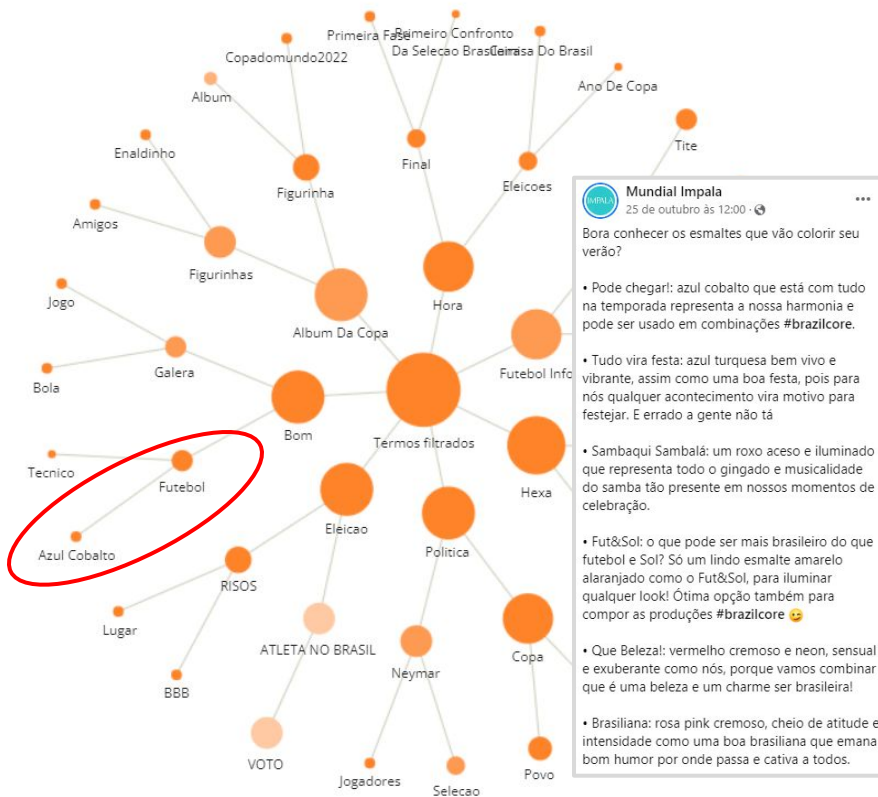 Primeira Fase
Primeiro Confronto
Da Selecao Brasileira
Camisa Do Brasil
Copadomundo2022
Ano De Copa
Album
Tite
Enaldinho
Figurinha
Final
Eleicoes
Amigos
Figurinhas
Hora
Jogo
Album Da Copa
Futebol Info
Galera
Bola
Bom
Termos filtrados
Tecnico
Futebol
Hexa
Azul Cobalto
Eleicao
Politica
RISOS
Lugar
ATLETA NO BRASIL
Neymar
Copa
BBB
VOTO
Jogadores
Selecao
Povo
IMPALA
Mundial Impala
25 de outubro às 12:00 ·
Bora conhecer os esmaltes que vão colorir seu
verão?
• Pode chegar!: azul cobalto que está com tudo
na temporada representa a nossa harmonia e
pode ser usado em combinações #brazilcore.
• Tudo vira festa: azul turquesa bem vivo e
vibrante, assim como uma boa festa, pois para
nós qualquer acontecimento vira motivo para
festejar. E errado a gente não tá
• Sambaqui Sambalá: um roxo aceso e iluminado
que representa todo o gingado e musicalidade
do samba tão presente em nossos momentos de
celebração.
• Fut&Sol: o que pode ser mais brasileiro do que
futebol e Sol? Só um lindo esmalte amarelo
alaranjado como o Fut&Sol, para iluminar
qualquer look! Ótima opção também para
compor as produções #brazilcore 😉
• Que Beleza!: vermelho cremoso e neon, sensual
e exuberante como nós, porque vamos combinar
que é uma beleza e um charme ser brasileira!
• Brasiliana: rosa pink cremoso, cheio de atitude e
intensidade como uma boa brasiliana que emana
bom humor por onde passa e cativa a todos.